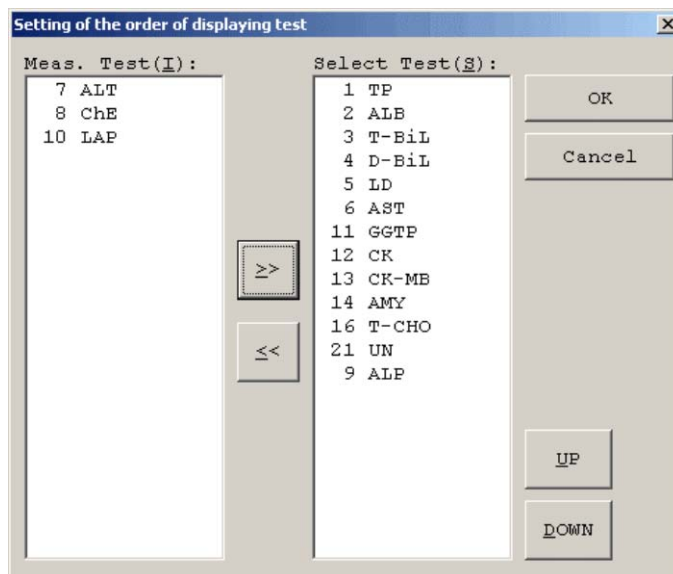 Setting of the order of displaying test
Meas. Test(I):
7 ALT
8 ChE
10 LAP
>>
<<
Select Test(S):
1 TP
2 ALB
3 T-BiL
4 D-BiL
5 LD
6 AST
11 GGTP
12 CK
13 CK-MB
14 AMY
16 T-CHO
21 UN
9 ALP
OK
Cancel
UP
DOWN